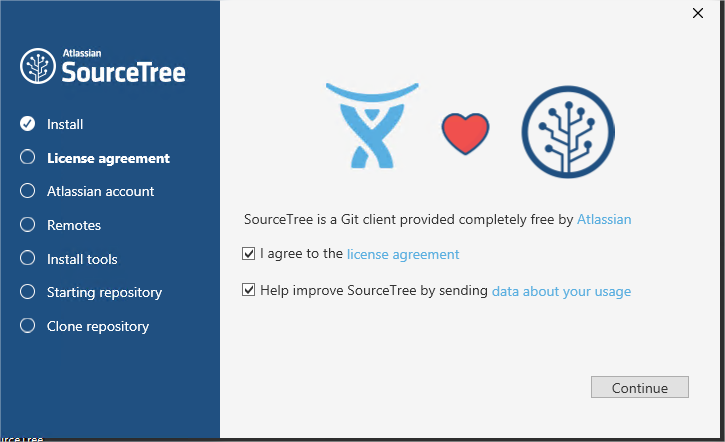 Atlassian
SourceTree
Install
License agreement
Atlassian account
Remotes
Install tools
Starting repository
Clone repository
SourceTree is a Git client provided completely free by Atlassian
I agree to the license agreement
Help improve SourceTree by sending data about your usage
Continue
urceTree